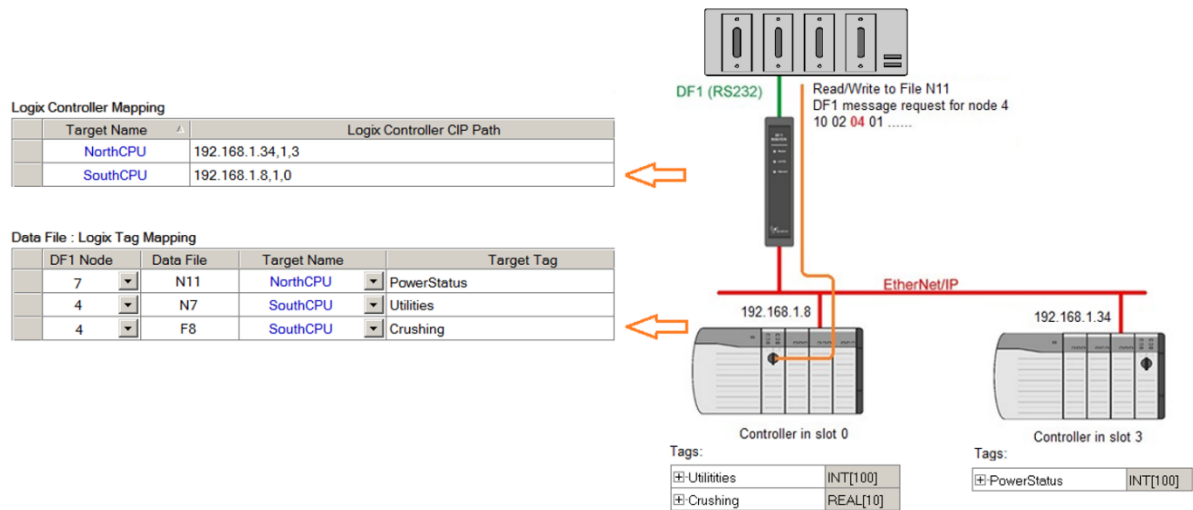 DF1 (RS232)
Read/Write to File N11
DF1 message request for node 4
10 02 04 01 ......
Logix Controller Mapping
Target Name Logix Controller CIP Path
NorthCPU 192.168.1.34,1,3
SouthCPU 192.168.1.8,1,0
Data File : Logix Tag Mapping
DF1 Node Data File Target Name Target Tag
7 N11 NorthCPU PowerStatus
4 N7 SouthCPU Utilities
4 F8 SouthCPU Crushing
EtherNet/IP
192.168.1.8
192.168.1.34
Controller in slot 0
Controller in slot 3
Tags:
Utilitities INT[100]
Crushing REAL[10]
Tags:
PowerStatus INT[100]